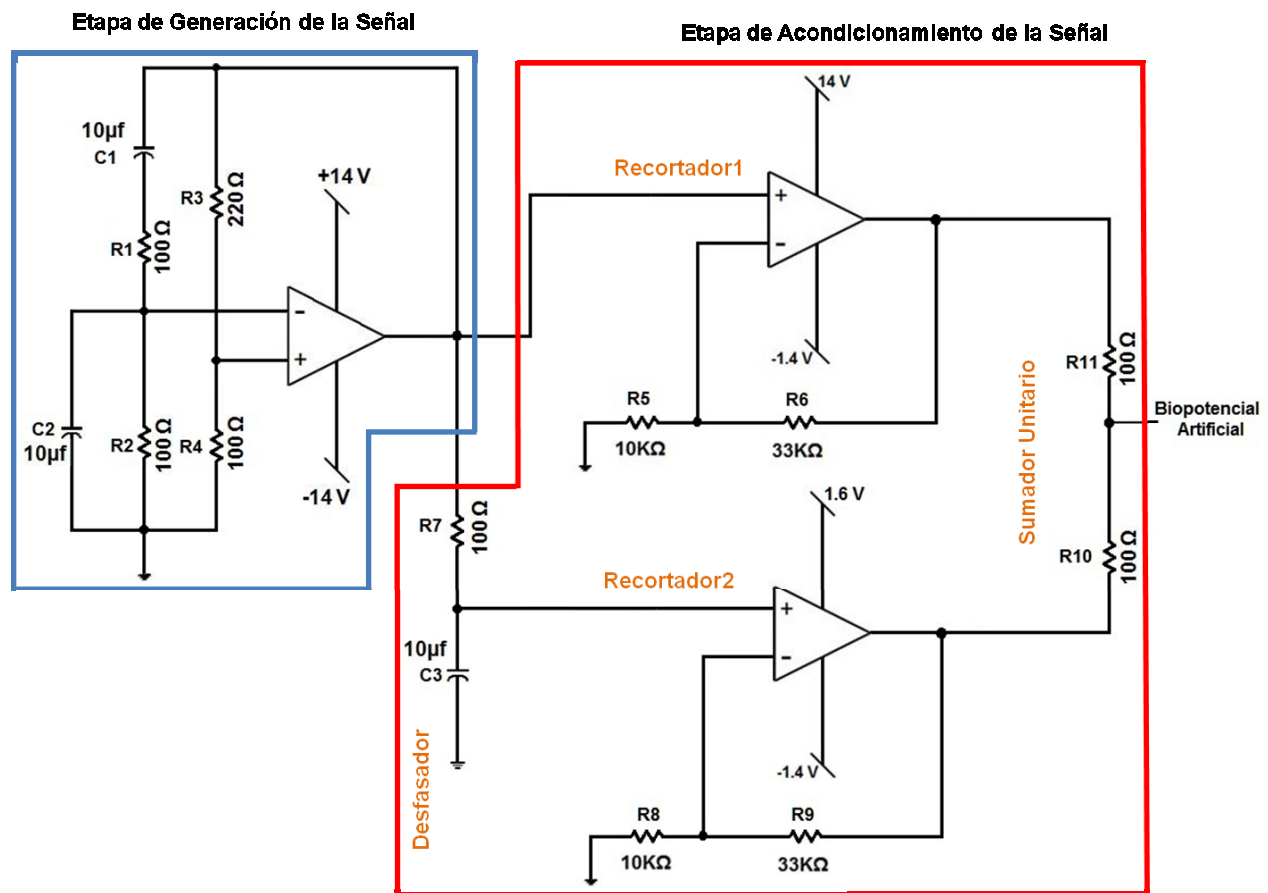 Etapa de Generación de la Señal
Etapa de Acondicionamiento de la Señal
10µf
C1
R3
220 Ω
+14 V
R1
100 Ω
-
+
C2
10µf
R2
100 Ω
R4
100 Ω
-14 V
Recortador1
14 V
+
-
-1.4 V
R5
10KΩ
R6
33KΩ
R11
100 Ω
Sumador Unitario
Biopotencial
Artificial
R7
100 Ω
Recortador2
1.6 V
+
-
-1.4 V
R10
100 Ω
10µf
C3
Desfasador
R8
10KΩ
R9
33KΩ